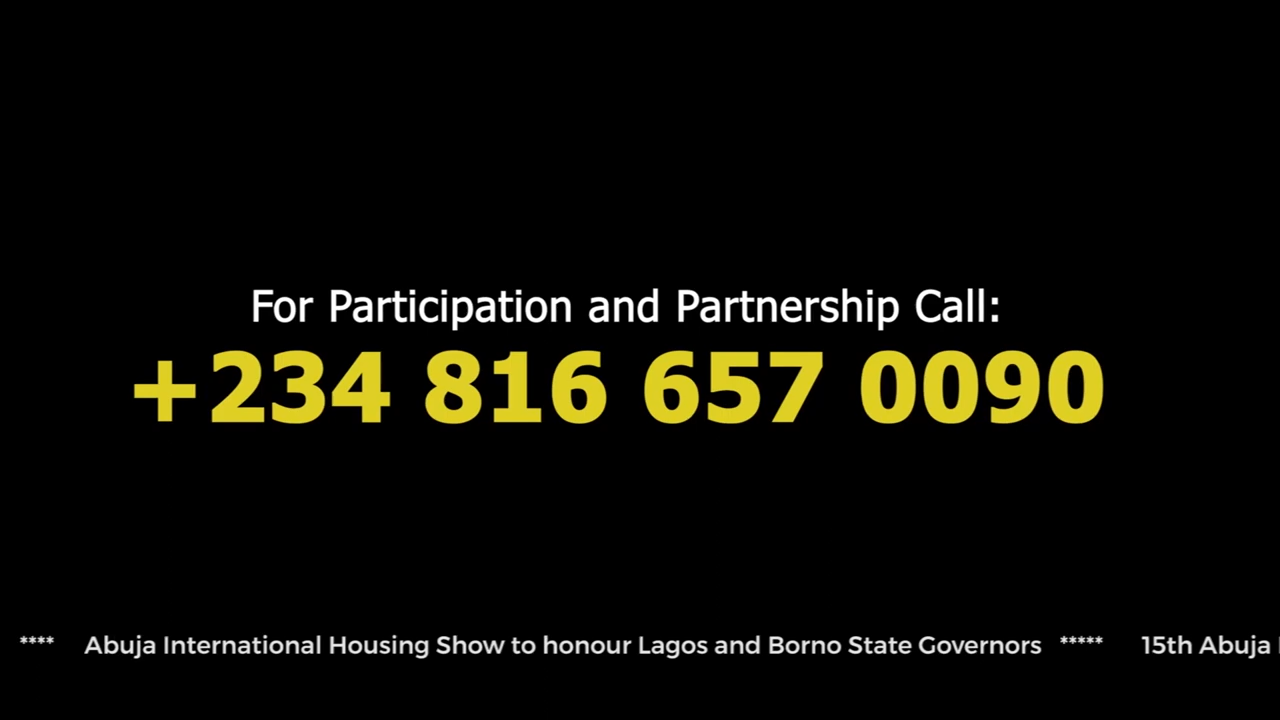 For Participation and Partnership Call:
+234 816 657 0090
**** Abuja International Housing Show to honour Lagos and Borno State Governors ***** 15th Abuja